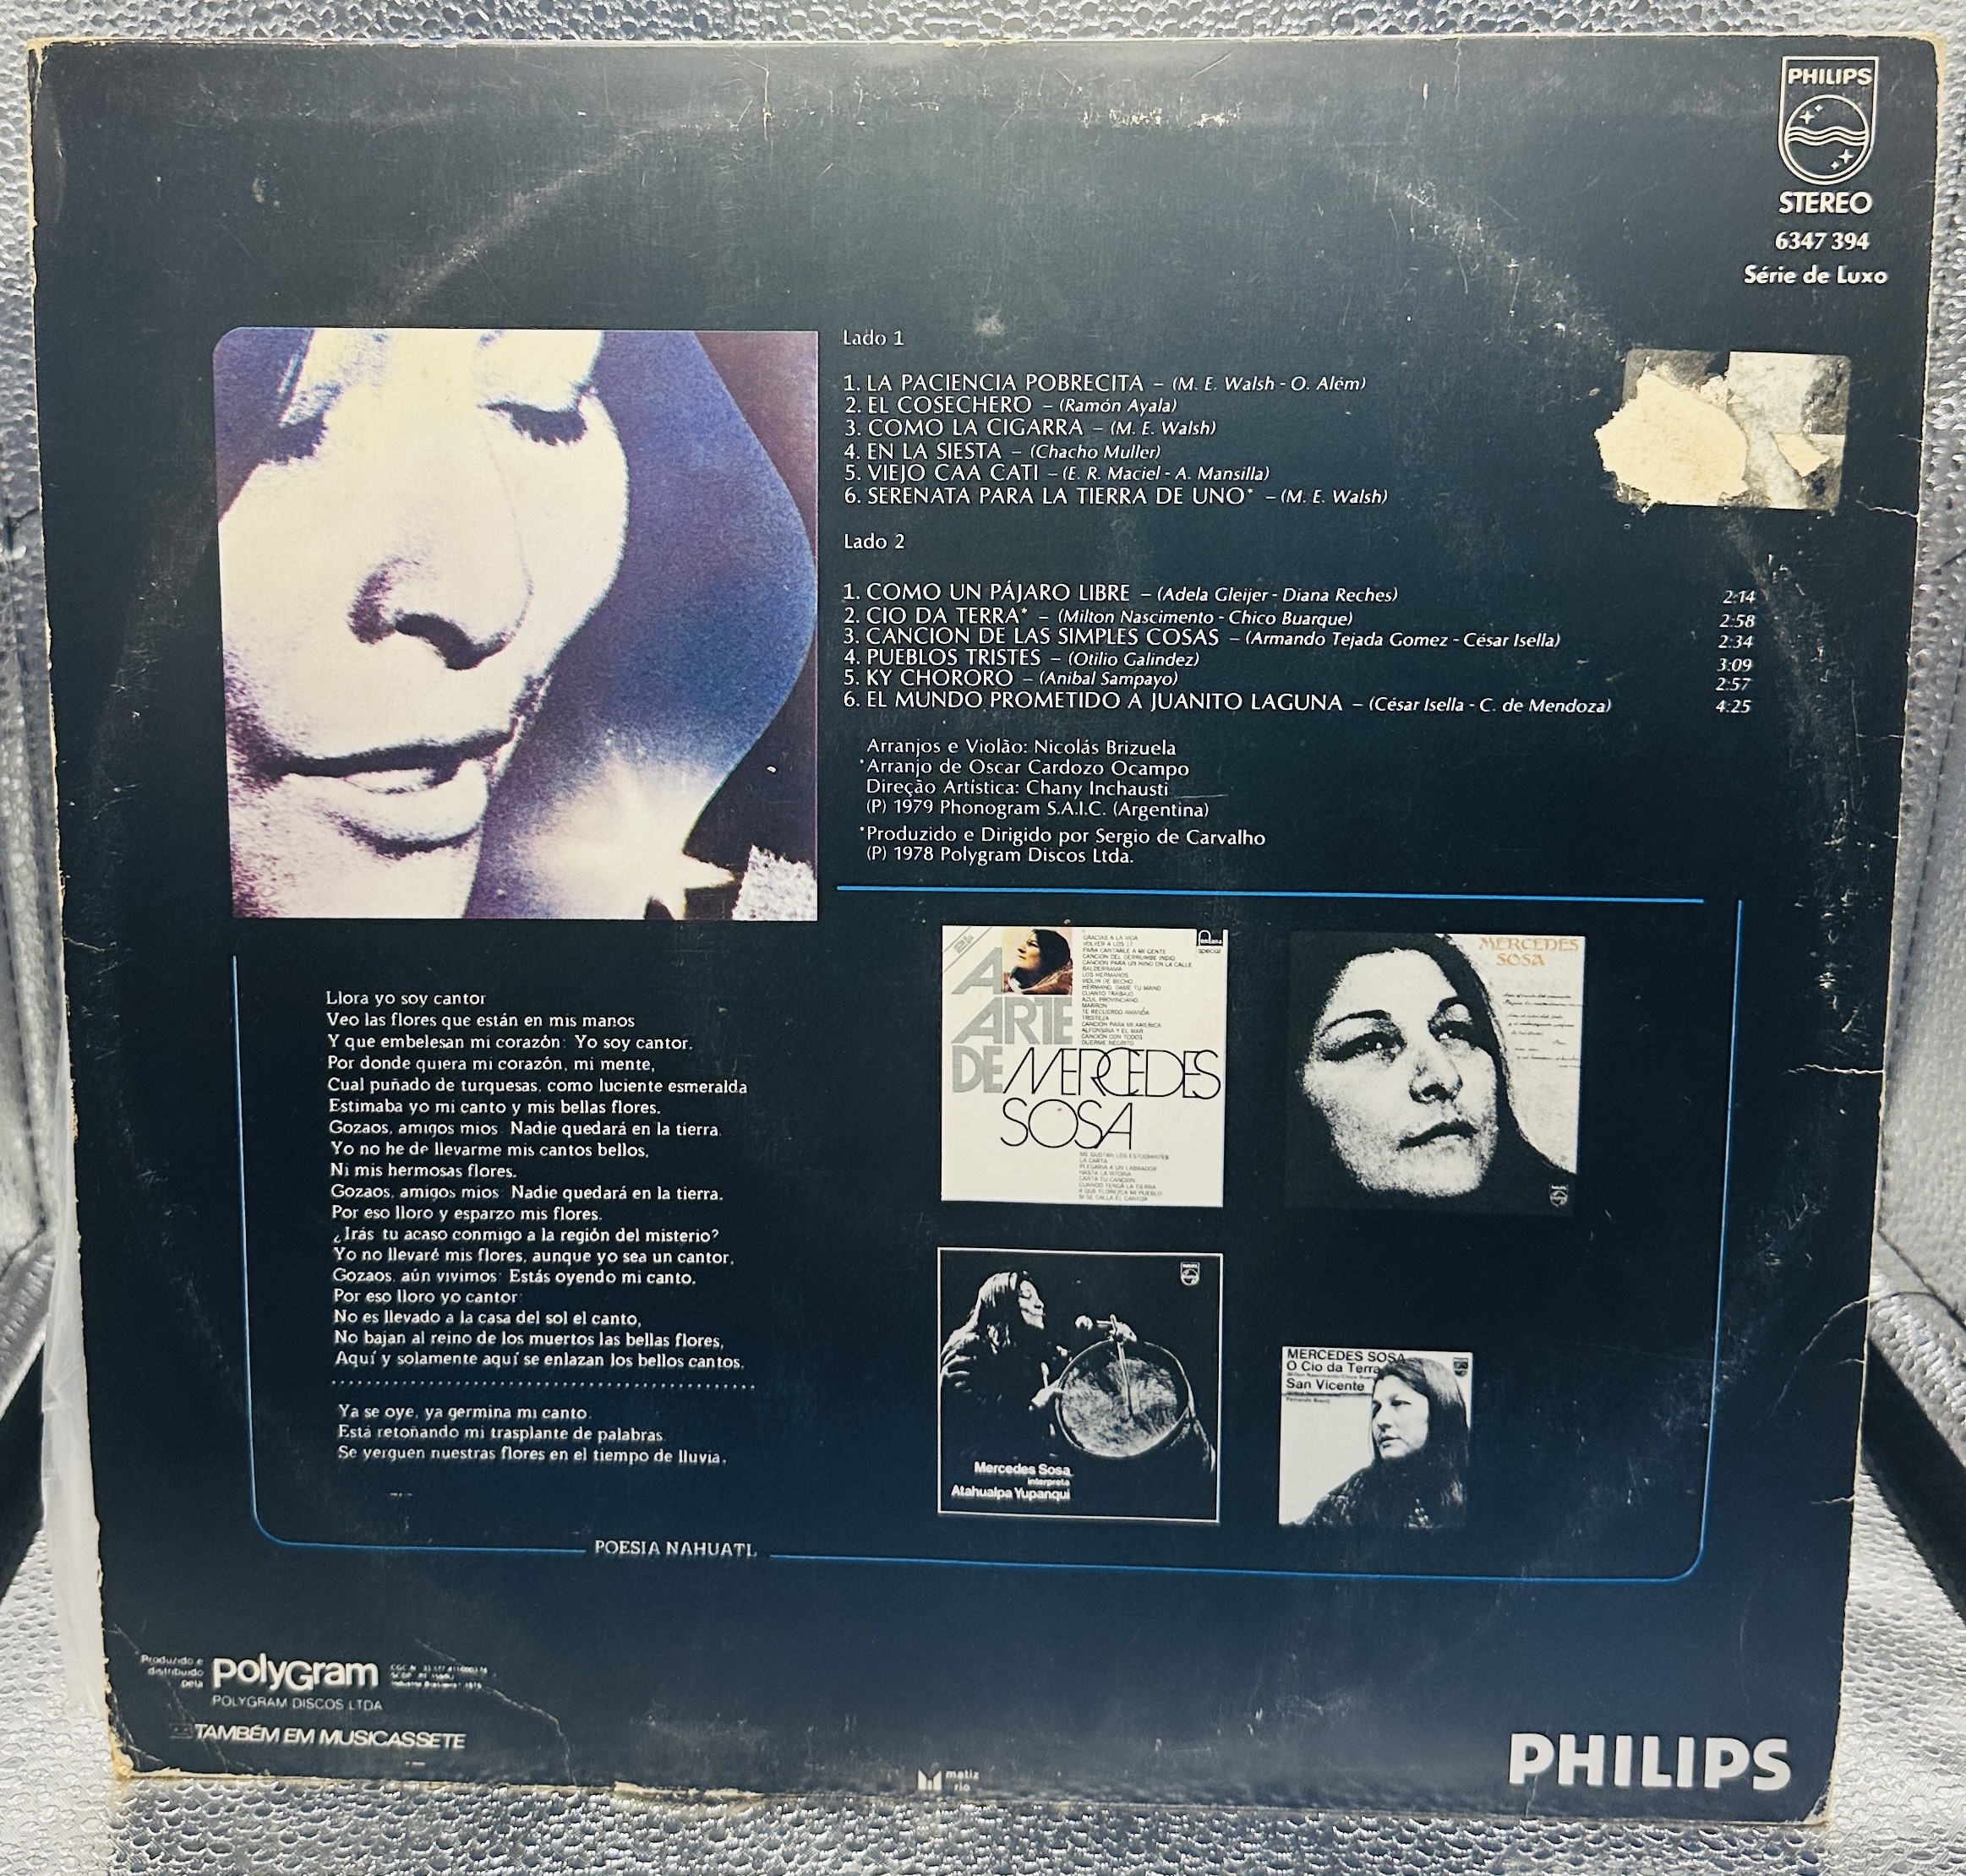 PHILIPS
STEREO
6347 394
Série de Luxo
Lado 1
1. LA PACIENCIA POBRECITA – (M. E. Walsh - O. Além)
2. EL COSECHERO – (Ramón Ayala)
3. COMO LA CIGARRA – (M. E. Walsh)
4. EN LA SIESTA – (Chacho Muller)
5. VIEJO CAA CATI – (E. R. Maciel - A. Mansilla)
6. SERENATA PARA LA TIERRA DE UNO* – (M. E. Walsh)
Lado 2
1. COMO UN PÁJARO LIBRE – (Adela Gleijer - Diana Reches) 2:14
2. CIO DA TERRA* – (Milton Nascimento - Chico Buarque) 2:58
3. CANCION DE LAS SIMPLES COSAS – (Armando Tejada Gomez - César Isella) 2:34
4. PUEBLOS TRISTES – (Otilio Galindez) 3:09
5. KY CHORORO – (Anibal Sampayo) 2:57
6. EL MUNDO PROMETIDO A JUANITO LAGUNA – (César Isella - C. de Mendoza) 4:25
Arranjos e Violão: Nicolás Brizuela
*Arranjo de Oscar Cardozo Ocampo
Direção Artística: Chany Inchausti
(P) 1979 Phonogram S.A.I.C. (Argentina)
*Produzido e Dirigido por Sergio de Carvalho
(P) 1978 Polygram Discos Ltda.
Llora yo soy cantor
Veo las flores que están en mis manos
Y que embelesan mi corazón: Yo soy cantor.
Por donde quiera mi corazón, mi mente,
Cual puñado de turquesas, como luciente esmeralda
Estimaba yo mi canto y mis bellas flores.
Gozaos, amigos mios: Nadie quedará en la tierra.
Yo no he de llevarme mis cantos bellos,
Ni mis hermosas flores.
Gozaos, amigos mios: Nadie quedará en la tierra.
Por eso lloro y esparzo mis flores.
¿Irás tu acaso conmigo a la región del misterio?
Yo no llevaré mis flores, aunque yo sea un cantor,
Gozaos, aún vivimos: Estás oyendo mi canto.
Por eso lloro yo cantor:
No es llevado a la casa del sol el canto,
No bajan al reino de los muertos las bellas flores,
Aquí y solamente aquí se enlazan los bellos cantos.
Ya se oye, ya germina mi canto.
Está retoñando mi trasplante de palabras.
Se yerguen nuestras flores en el tiempo de lluvia.
POESIA NAHUATL
A
ARTE
DE MERCEDES
SOSA
GRACIAS A LA VIDA
VOLVER A LOS 17
fontana
special
MERCEDES
SOSA
Mercedes Sosa
interpreta
Atahualpa Yupanqui
MERCEDES SOSA
O Cio da Terra
San Vicente
Produzido e
distribuido
pela
polyGram
POLYGRAM DISCOS LTDA
TAMBÉM EM MUSICASSETE
matiz
rio
PHILIPS